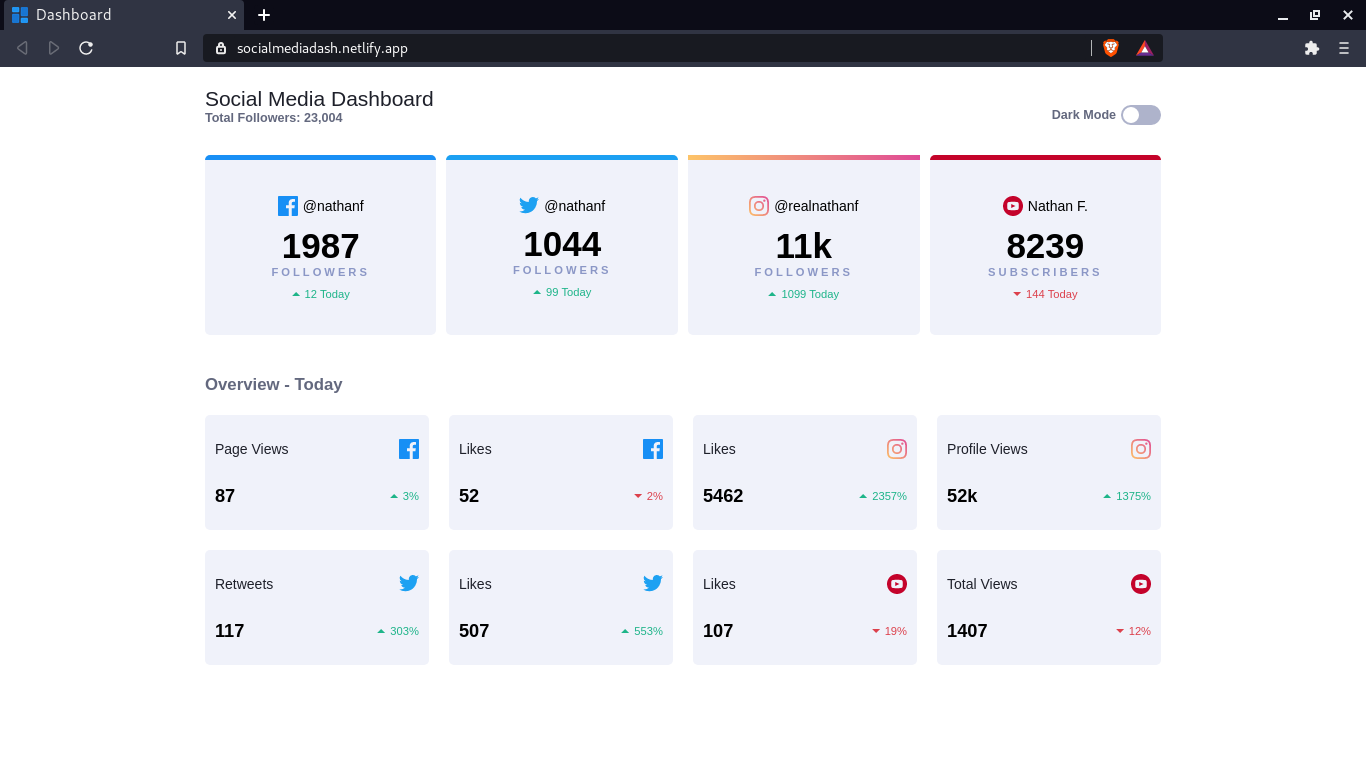 Dashboard
socialmediadash.netlify.app
Social Media Dashboard
Total Followers: 23,004
Dark Mode
@nathanf
1987
FOLLOWERS
12 Today
@nathanf
1044
FOLLOWERS
99 Today
@realnathanf
11k
FOLLOWERS
1099 Today
Nathan F.
8239
SUBSCRIBERS
144 Today
Overview - Today
Page Views
87
3%
Likes
52
2%
Likes
5462
2357%
Profile Views
52k
1375%
Retweets
117
303%
Likes
507
553%
Likes
107
19%
Total Views
1407
12%